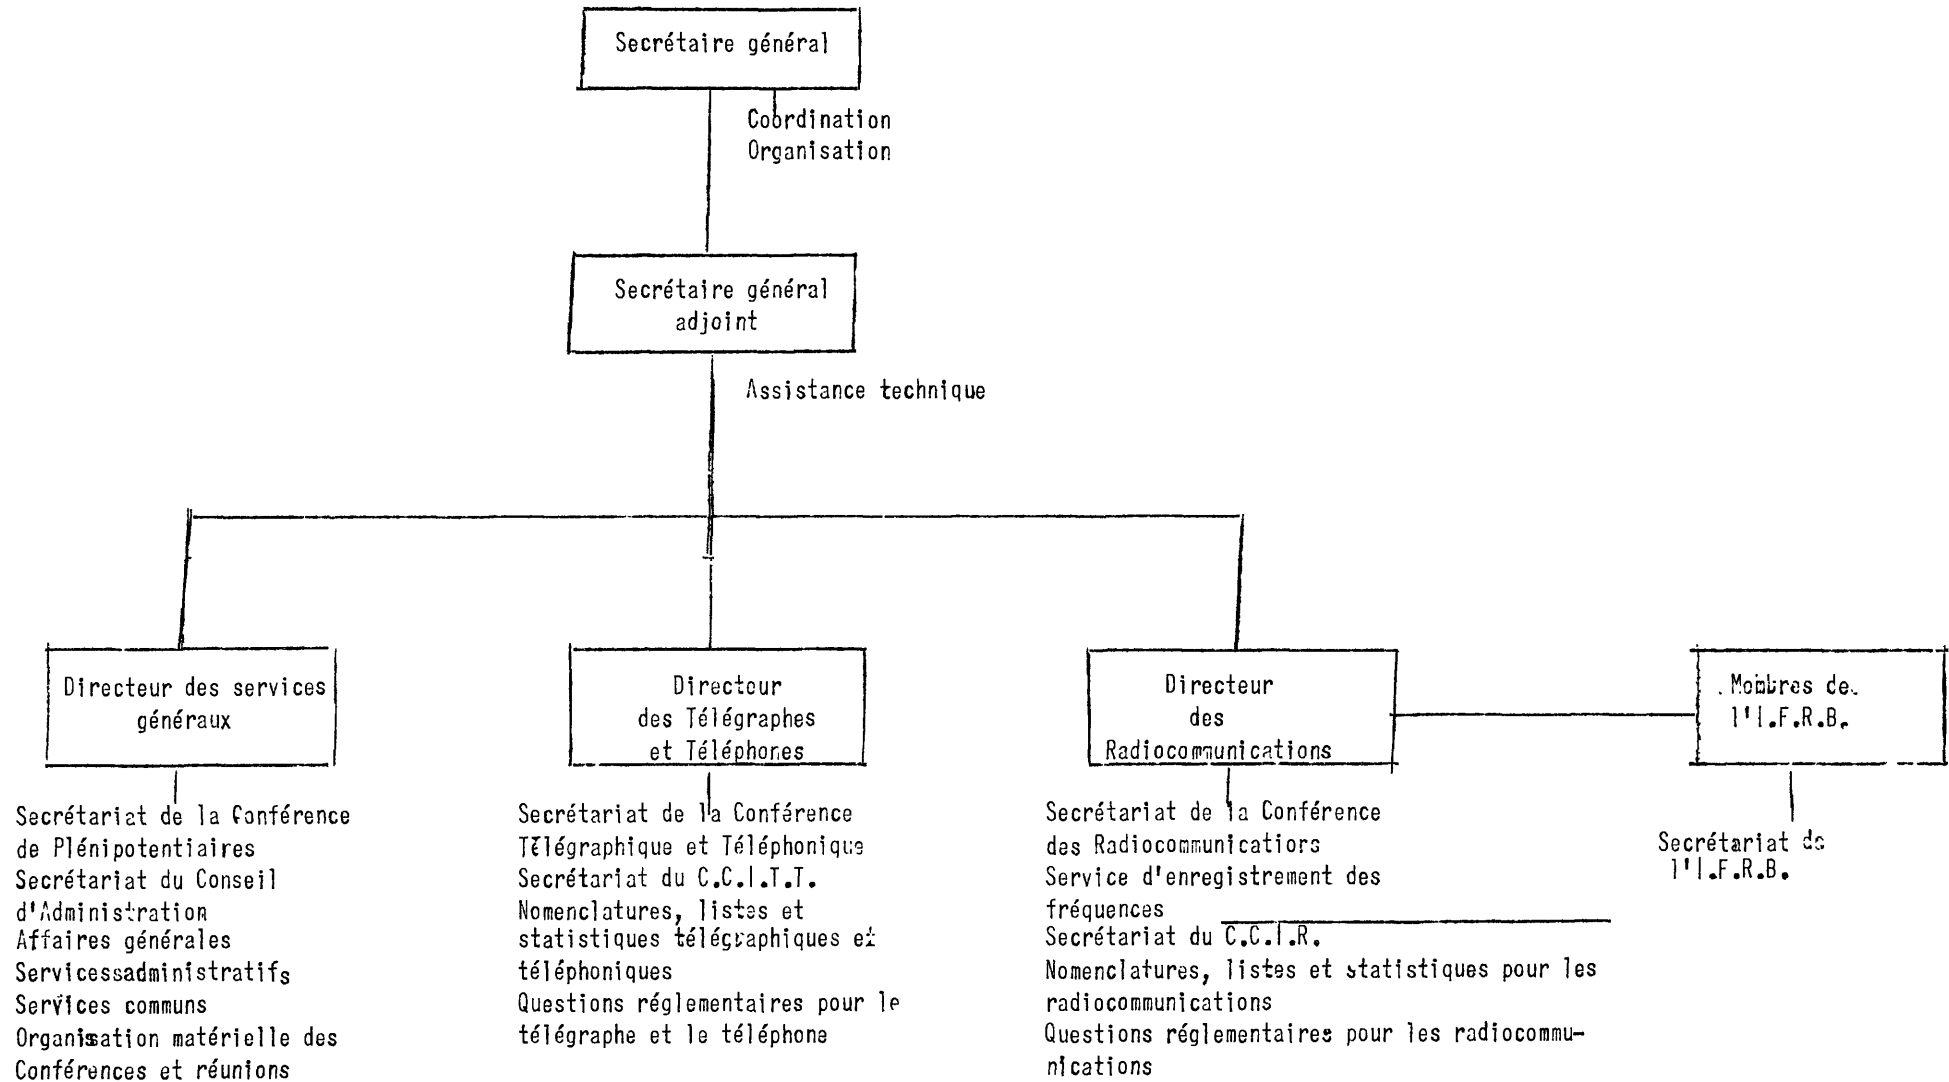 Secrétaire général
Coordination
Organisation
Secrétaire général
adjoint
Assistance technique
Directeur des services
généraux
Directeur
des Télégraphes
et Téléphones
Directeur
des
Radiocommunications
Membres de
l'I.F.R.B.
Secrétariat de la Conférence
de Plénipotentiaires
Secrétariat du Conseil
d'Administration
Affaires générales
Services administratifs
Services communs
Organisation matérielle des
Conférences et réunions
Secrétariat de la Conférence
Télégraphique et Téléphonique
Secrétariat du C.C.I.T.T.
Nomenclatures, listes et
statistiques télégraphiques et
téléphoniques
Questions réglementaires pour le
télégraphe et le téléphone
Secrétariat de la Conférence
des Radiocommunications
Service d'enregistrement des
fréquences
Secrétariat du C.C.I.R.
Nomenclatures, listes et statistiques pour les
radiocommunications
Questions réglementaires pour les radiocommu-
nications
Secrétariat de
l'I.F.R.B.